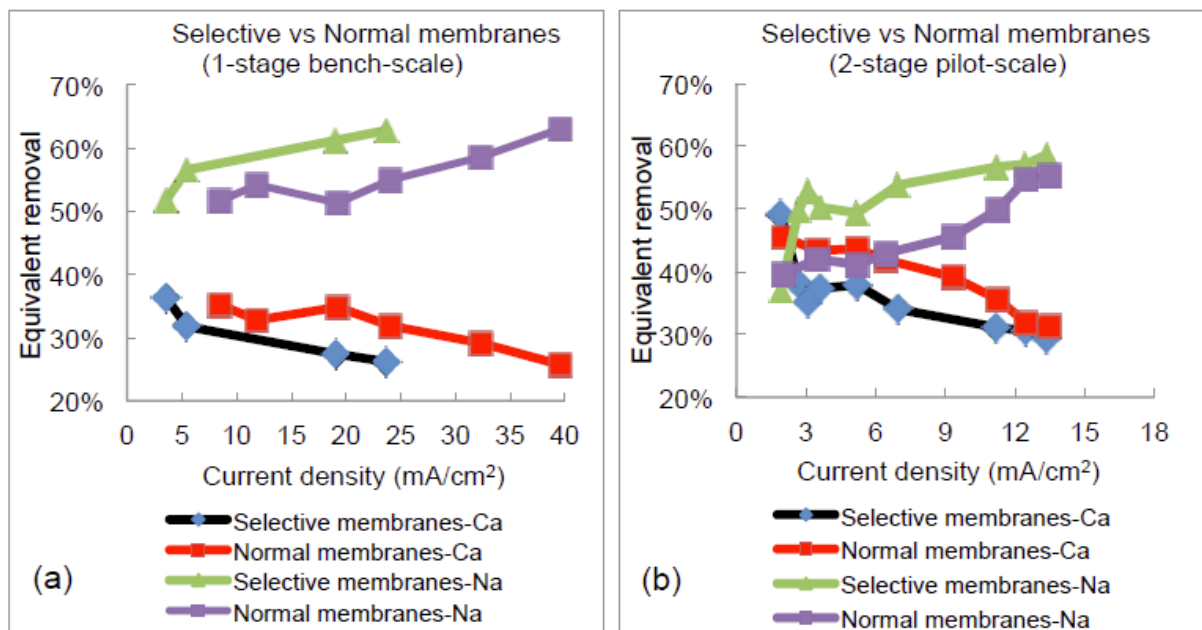 Selective vs Normal membranes
(1-stage bench-scale)
70%
60%
50%
40%
30%
20%
Equivalent removal
0 5 10 15 20 25 30 35 40
Current density (mA/cm²)
Selective membranes-Ca
Normal membranes-Ca
Selective membranes-Na
Normal membranes-Na
(a)
Selective vs Normal membranes
(2-stage pilot-scale)
70%
60%
50%
40%
30%
20%
Equivalent removal
0 3 6 9 12 15 18
Current density (mA/cm²)
Selective membranes-Ca
Normal membranes-Ca
Selective membranes-Na
Normal membranes-Na
(b)